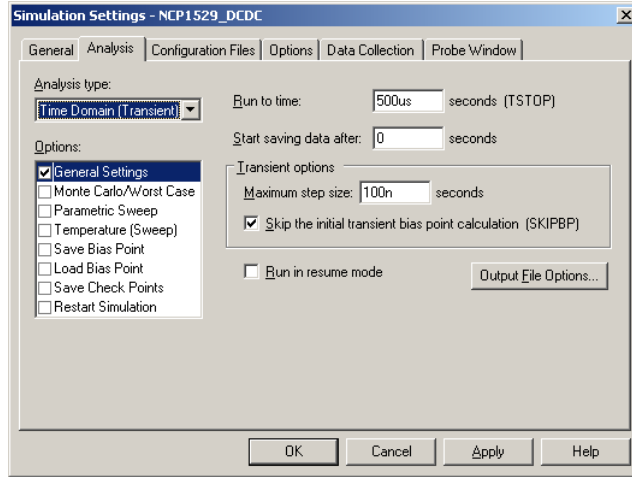 Simulation Settings - NCP1529_DCDC
General Analysis Configuration Files Options Data Collection Probe Window
Analysis type:
Time Domain (Transient)
Run to time: 500us seconds (TSTOP)
Start saving data after: 0 seconds
Options:
General Settings
Monte Carlo/Worst Case
Parametric Sweep
Temperature (Sweep)
Save Bias Point
Load Bias Point
Save Check Points
Restart Simulation
Transient options
Maximum step size: 100n seconds
Skip the initial transient bias point calculation (SKIPBP)
Run in resume mode
Output File Options...
OK Cancel Apply Help